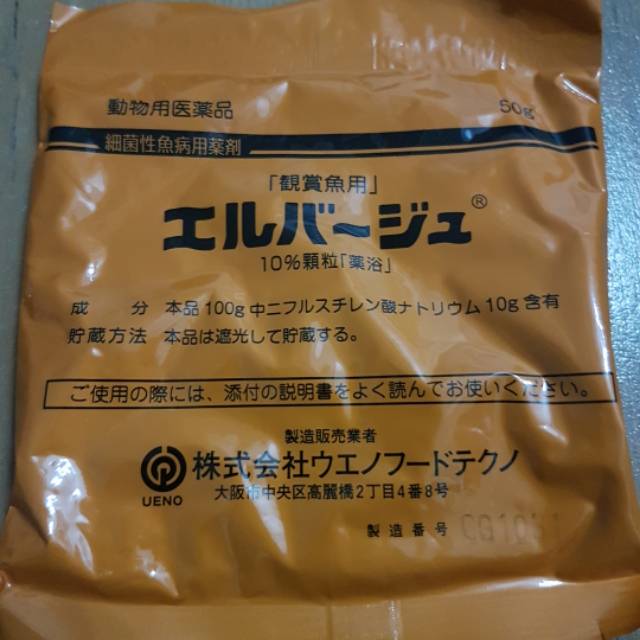 動物用医薬品 50g
細菌性魚病用薬剤
「観賞魚用」
エルバージュ®
10%顆粒「薬浴」
成 分 本品100g中ニフルスチレン酸ナトリウム10g含有
貯蔵方法 本品は遮光して貯蔵する。
ご使用の際には、添付の説明書をよく読んでお使いください。
製造販売業者
株式会社ウエノフードテクノ
UENO
大阪市中央区高麗橋2丁目4番8号
製造番号